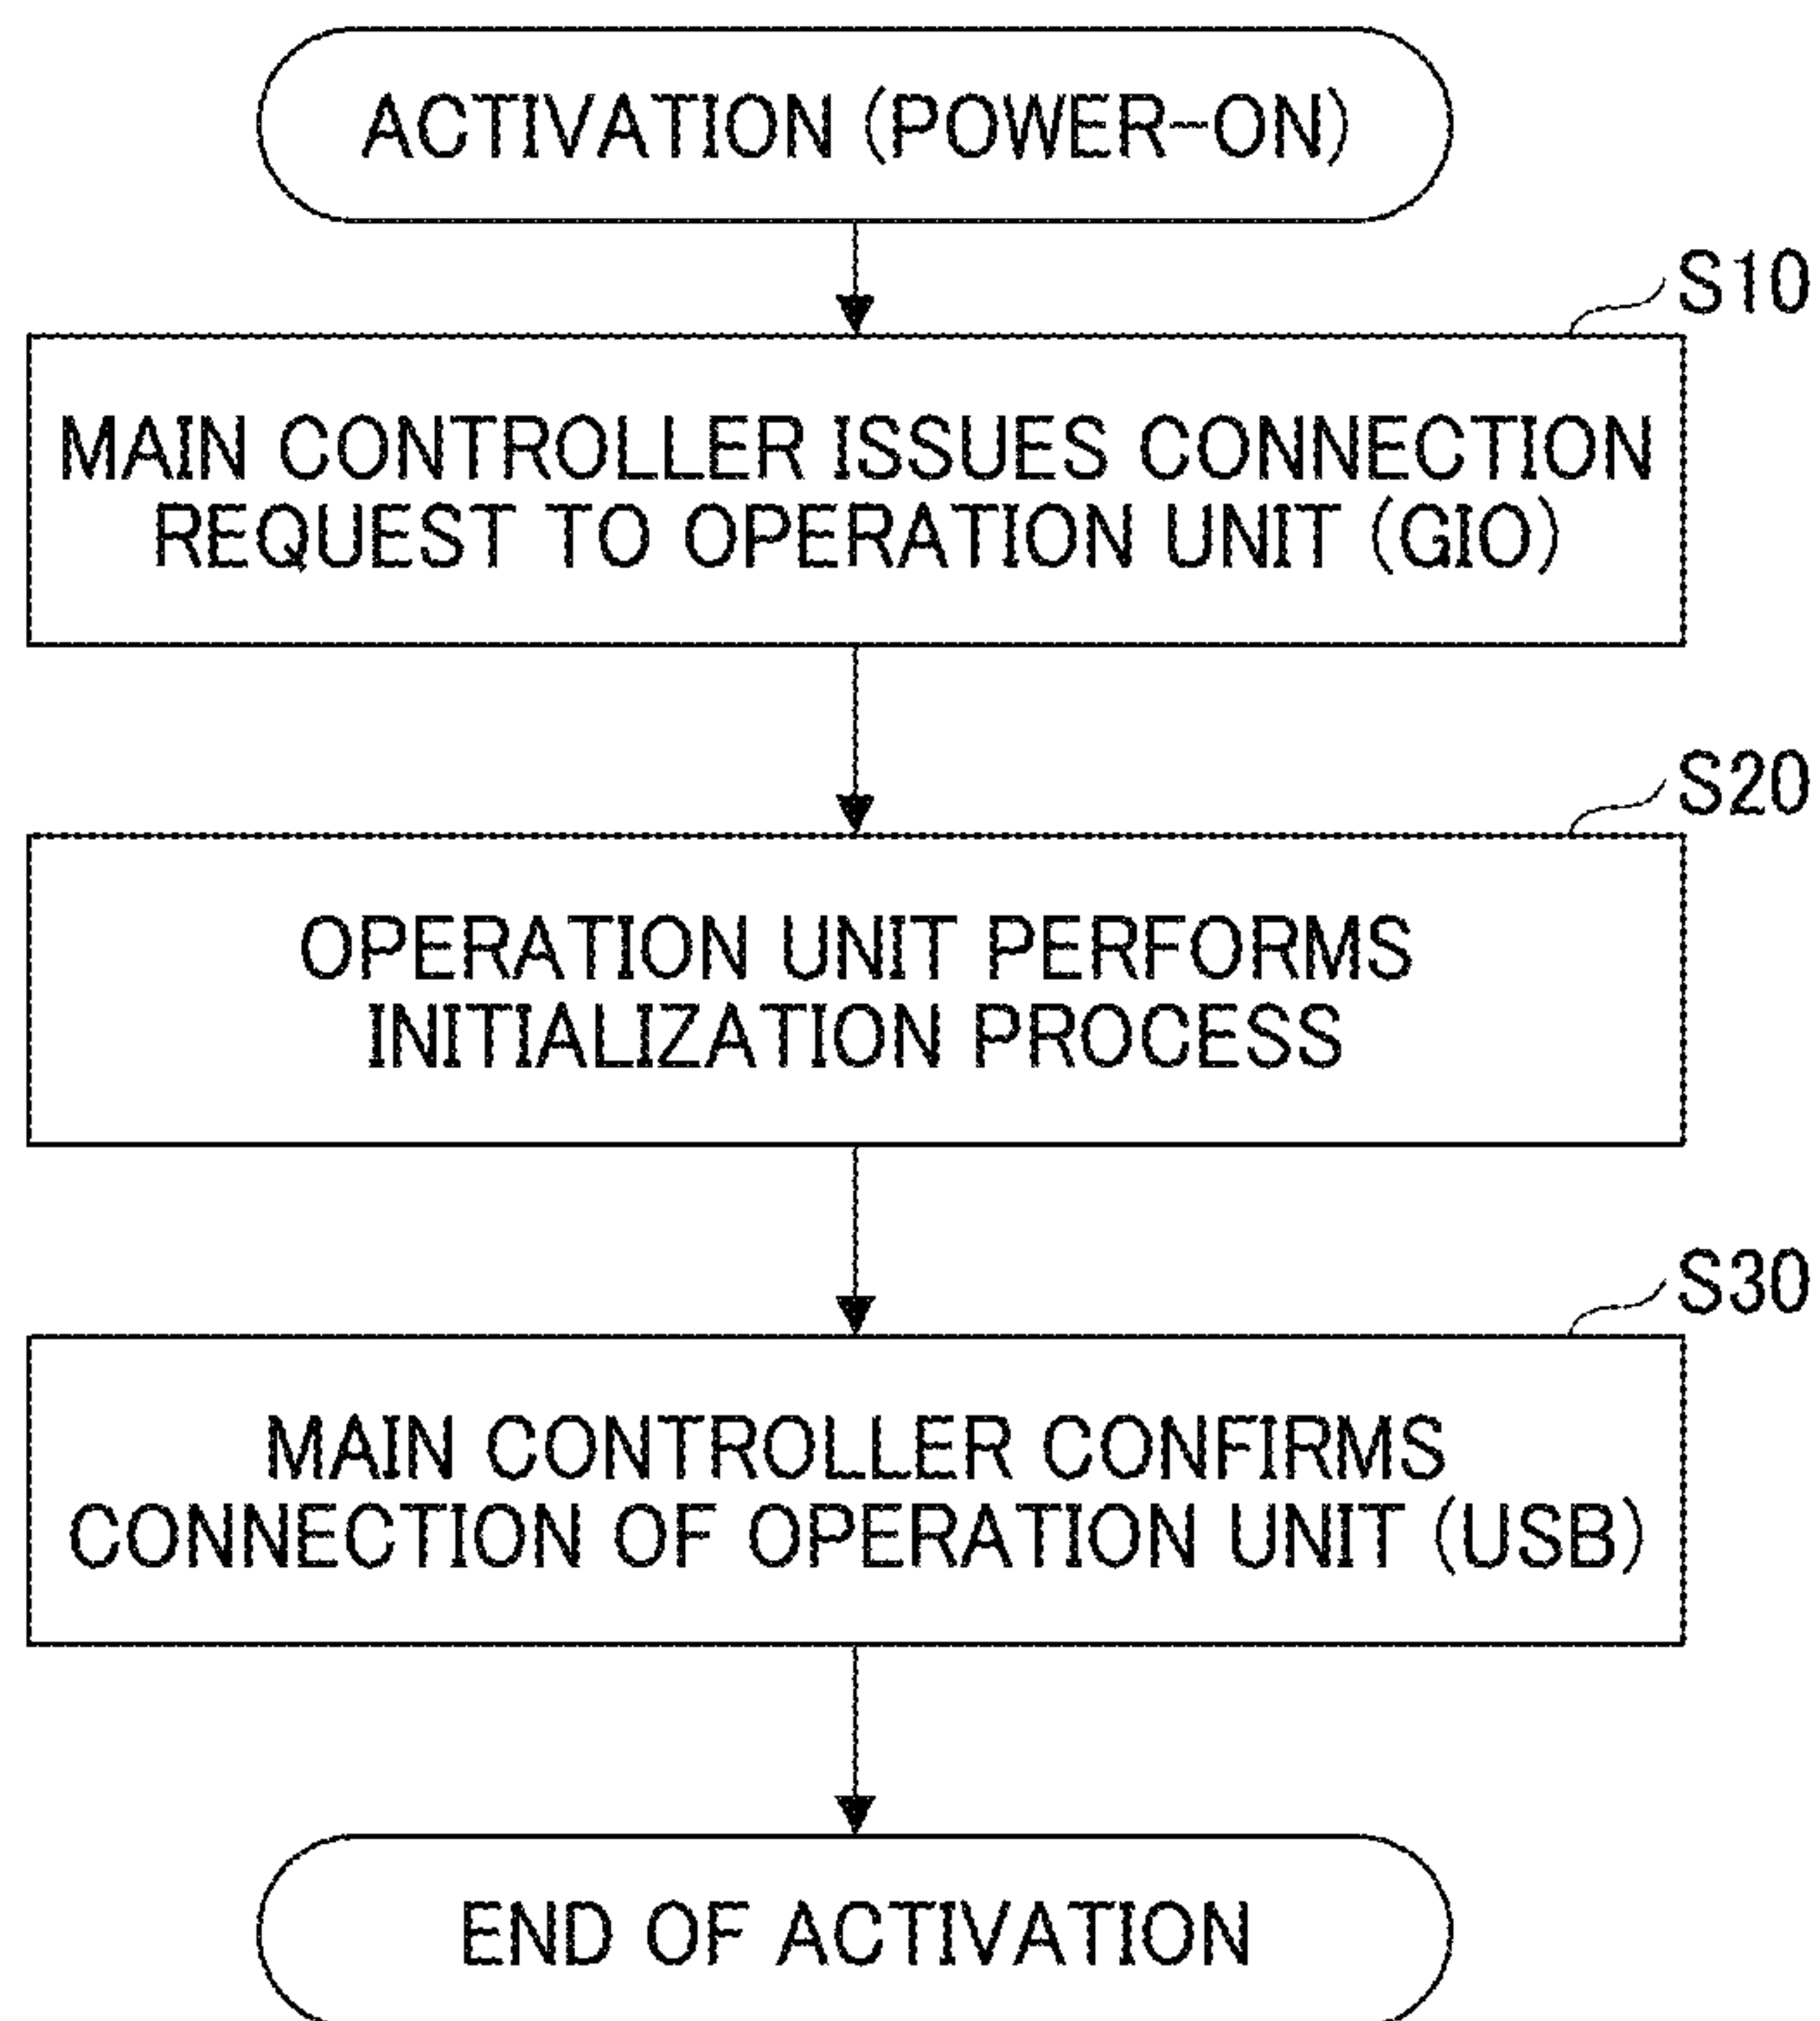 ACTIVATION (POWER-ON)
S10
MAIN CONTROLLER ISSUES CONNECTION
REQUEST TO OPERATION UNIT (GIO)
S20
OPERATION UNIT PERFORMS
INITIALIZATION PROCESS
S30
MAIN CONTROLLER CONFIRMS
CONNECTION OF OPERATION UNIT (USB)
END OF ACTIVATION